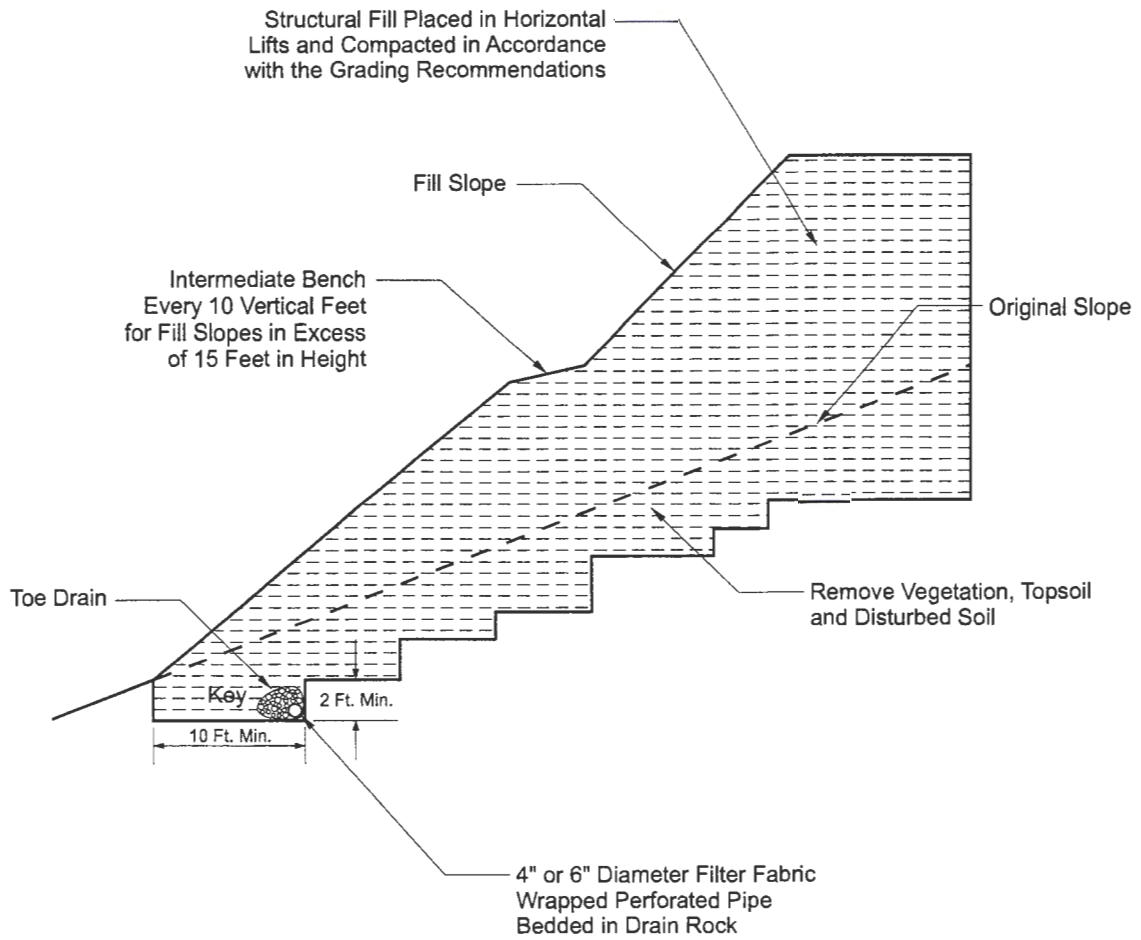 Structural Fill Placed in Horizontal
Lifts and Compacted in Accordance
with the Grading Recommendations
Fill Slope
Intermediate Bench
Every 10 Vertical Feet
for Fill Slopes in Excess
of 15 Feet in Height
Original Slope
Toe Drain
Remove Vegetation, Topsoil
and Disturbed Soil
Key
2 Ft. Min.
10 Ft. Min.
4" or 6" Diameter Filter Fabric
Wrapped Perforated Pipe
Bedded in Drain Rock